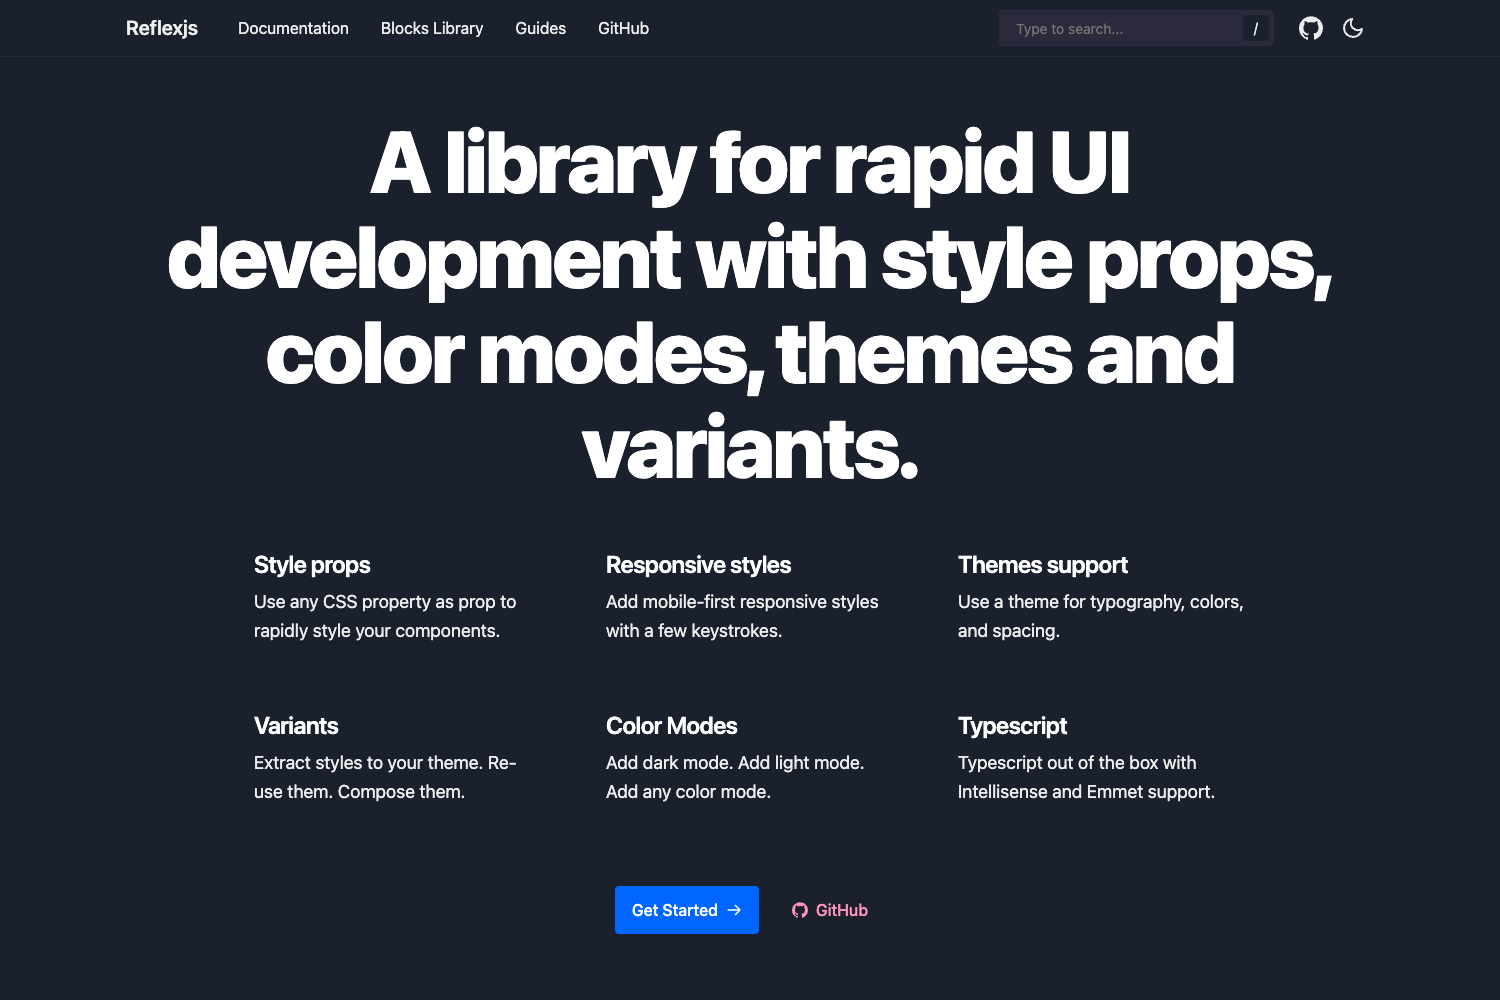 Reflexjs Documentation Blocks Library Guides GitHub Type to search... /
A library for rapid UI
development with style props,
color modes, themes and
variants.
Style props
Use any CSS property as prop to
rapidly style your components.
Responsive styles
Add mobile-first responsive styles
with a few keystrokes.
Themes support
Use a theme for typography, colors,
and spacing.
Variants
Extract styles to your theme. Re-
use them. Compose them.
Color Modes
Add dark mode. Add light mode.
Add any color mode.
Typescript
Typescript out of the box with
Intellisense and Emmet support.
Get Started → GitHub